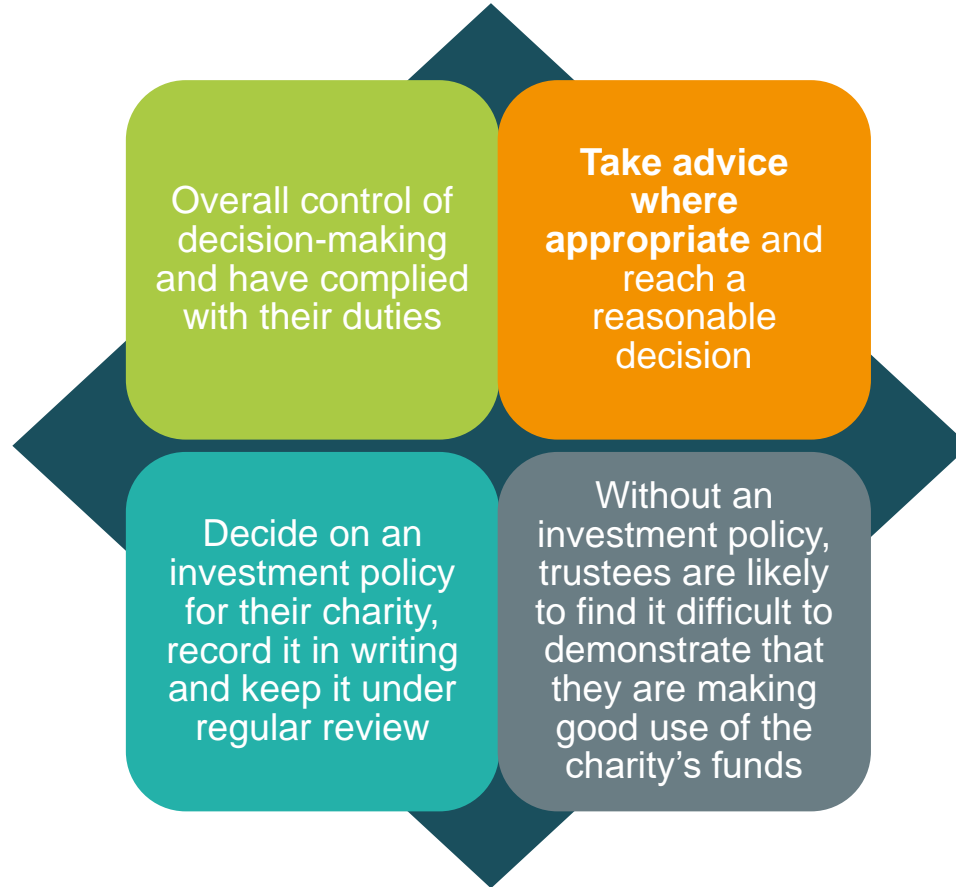 Overall control of
decision-making
and have complied
with their duties
Take advice
where
appropriate and
reach a
reasonable
decision
Decide on an
investment policy
for their charity,
record it in writing
and keep it under
regular review
Without an
investment policy,
trustees are likely
to find it difficult to
demonstrate that
they are making
good use of the
charity’s funds